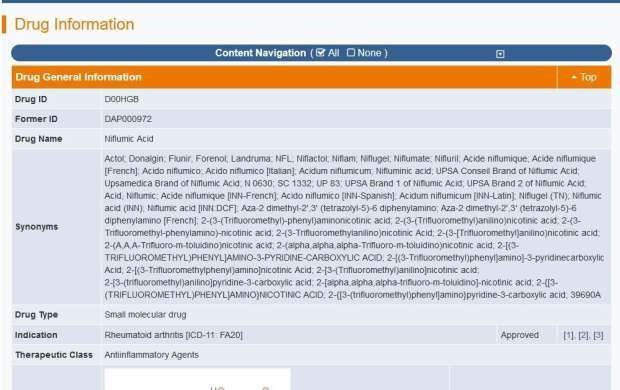 Drug Information
Content Navigation ( All None )
Drug General Information Top
Drug ID D00HGB
Former ID DAP000972
Drug Name Niflumic Acid
Actol; Donalgin; Flunir; Forenol; Landruma; NFL; Niflactol; Niflam; Niflugel; Niflumate; Nifluril; Acide niflumique; Acide niflumique
[French]; Acido niflumico; Acido niflumico [Italian]; Acidum niflumicum; Nifluminic acid; UPSA Conseil Brand of Niflumic Acid;
Upsamedica Brand of Niflumic Acid; N 0630; SC 1332; UP 83; UPSA Brand 1 of Niflumic Acid; UPSA Brand 2 of Niflumic Acid;
Acid, Niflumic; Acide niflumique [INN-French]; Acido niflumico [INN-Spanish]; Acidum niflumicum [INN-Latin]; Niflugel (TN); Niflumic
acid (INN); Niflumic acid [INN:DCF]; Aza-2 dimethyl-2',3' (tetrazolyl-5)-6 diphenylamino; Aza-2 dimethyl-2',3' (tetrazolyl-5)-6
diphenylamino [French]; 2-(3-(Trifluoromethyl)-phenyl)aminonicotinic acid; 2-(3-(Trifluoromethyl)anilino)nicotinic acid; 2-(3-
Trifluoromethyl-phenylamino)-nicotinic acid; 2-(3-Trifluoromethylanilino)nicotinic Acid; 2-(3-[Trifluoromethyl]anilino)nicotinic acid;
Synonyms 2-(A,A,A-Trifluoro-m-toluidino)nicotinic acid; 2-(alpha,alpha,alpha-Trifluoro-m-toluidino)nicotinic acid; 2-[(3-
TRIFLUOROMETHYL)PHENYL]AMINO-3-PYRIDINE-CARBOXYLIC ACID; 2-[(3-Trifluoromethyl)phenyl]amino]-3-pyridinecarboxylic
Acid; 2-[(3-Trifluoromethylphenyl)amino]Nicotinic Acid; 2-[3-(Trifluoromethyl)anilino]nicotinic acid;
2-[3-(trifluoromethyl)anilino]pyridine-3-carboxylic acid; 2-[alpha,alpha,alpha-trifluoro-m-toluidino]-nicotinic acid; 2-{[3-
(TRIFLUOROMETHYL)PHENYL]AMINO}NICOTINIC ACID; 2-{[3-(trifluoromethyl)phenyl]amino}pyridine-3-carboxylic acid; 39690A
Drug Type Small molecular drug
Indication Rheumatoid arthritis [ICD-11: FA20] Approved [1], [2], [3]
Therapeutic Class Antiinflammatory Agents